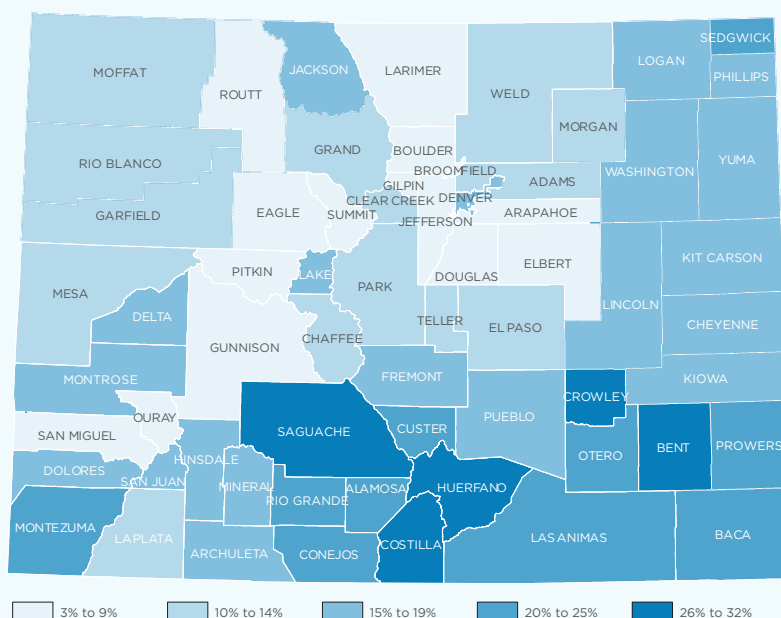 SEDGWICK
LOGAN
JACKSON
LARIMER
MOFFAT
PHILLIPS
ROUTT
WELD
MORGAN
GRAND
BOULDER
RIO BLANCO
YUMA
BROOMFIELD
WASHINGTON
GILPIN
ADAMS
CLEAR CREEK
DENVER
GARFIELD
EAGLE
SUMMIT
ARAPAHOE
JEFFERSON
KIT CARSON
ELBERT
PITKIN
LAKE
DOUGLAS
PARK
MESA
LINCOLN
DELTA
TELLER
EL PASO
CHEYENNE
CHAFFEE
GUNNISON
MONTROSE
FREMONT
KIOWA
CROWLEY
OURAY
PUEBLO
CUSTER
SAGUACHE
SAN MIGUEL
BENT
PROWERS
OTERO
HINSDALE
DOLORES
SAN JUAN
MINERAL
ALAMOSA
HUERFANO
RIO GRANDE
MONTEZUMA
LA PLATA
LAS ANIMAS
BACA
COSTILLA
ARCHULETA
CONEJOS
3% to 9%
10% to 14%
15% to 19%
20% to 25%
26% to 32%